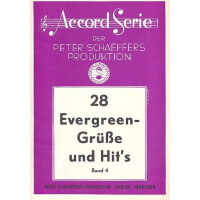 Accord-Serie
DER
PETER SCHAEFFERS
PRODUKTION
28
Evergreen-
Grüße
und Hit's
Band 4
PETER SCHAEFFERS PRODUKTION · BERLIN · MÜNCHEN